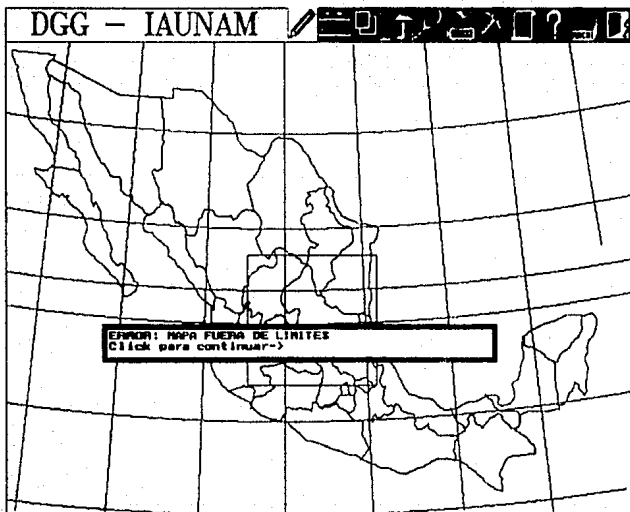 DGG – IAUNAM
?
ERROR: MAPA FUERA DE LIMITES
Click para continuar->